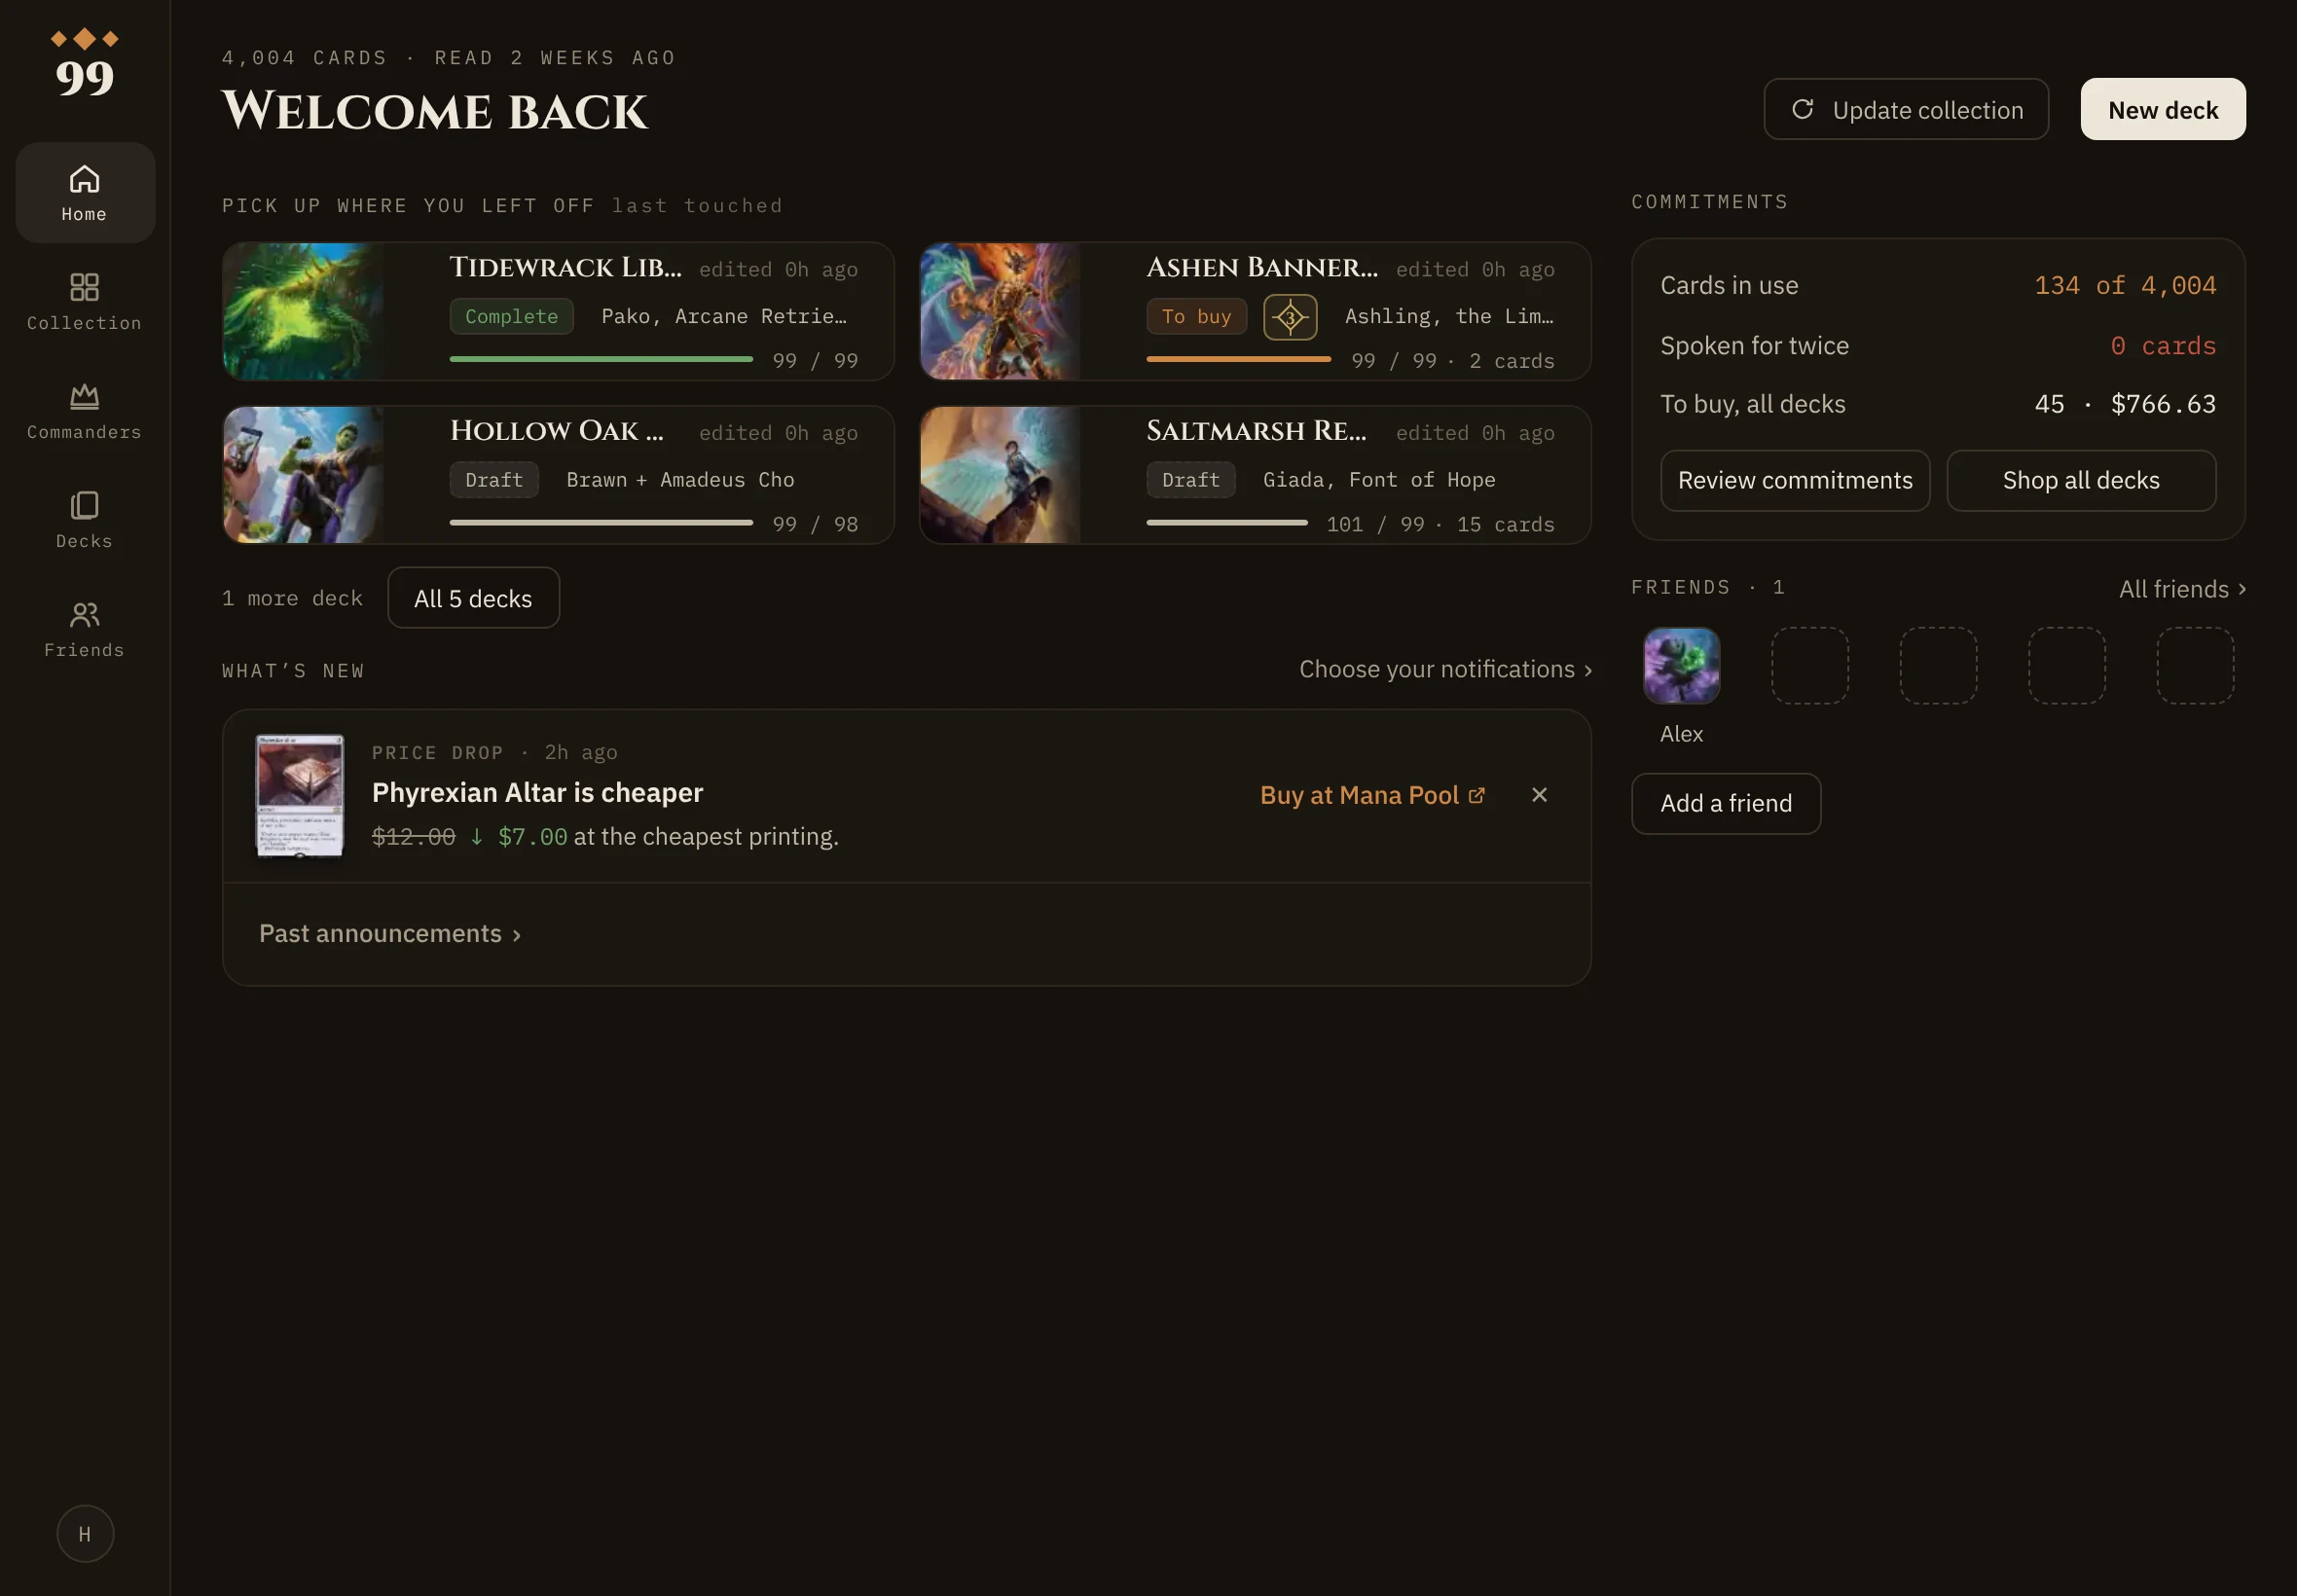 99
Home
Collection
Commanders
Decks
Friends
H
4,004 CARDS · READ 2 WEEKS AGO
WELCOME BACK
Update collection
New deck
PICK UP WHERE YOU LEFT OFF last touched
TIDEWRACK LIB… edited 0h ago
Complete Pako, Arcane Retrie…
99 / 99
ASHEN BANNER… edited 0h ago
To buy 3 Ashling, the Lim…
99 / 99 · 2 cards
HOLLOW OAK … edited 0h ago
Draft Brawn + Amadeus Cho
99 / 98
SALTMARSH RE… edited 0h ago
Draft Giada, Font of Hope
101 / 99 · 15 cards
1 more deck All 5 decks
WHAT’S NEW Choose your notifications ›
Phyrexian Altar
PRICE DROP · 2h ago
Phyrexian Altar is cheaper
$12.00 ↓ $7.00 at the cheapest printing.
Buy at Mana Pool
Past announcements ›
COMMITMENTS
Cards in use 134 of 4,004
Spoken for twice 0 cards
To buy, all decks 45 · $766.63
Review commitments Shop all decks
FRIENDS · 1 All friends ›
Alex
Add a friend